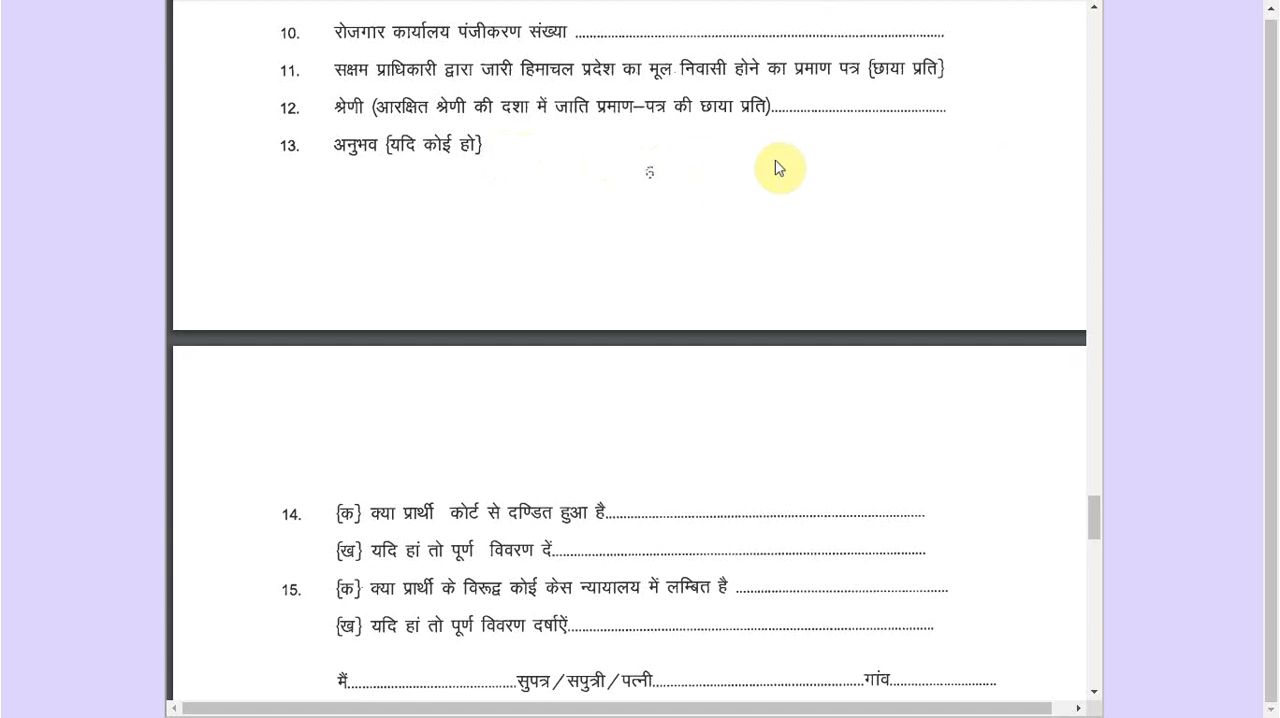 10. रोजगार कार्यालय पंजीकरण संख्या ....................................................................................................
11. सक्षम प्राधिकारी द्वारा जारी हिमाचल प्रदेश का मूल निवासी होने का प्रमाण पत्र {छाया प्रति}
12. श्रेणी (आरक्षित श्रेणी की दशा में जाति प्रमाण–पत्र की छाया प्रति)................................................
13. अनुभव {यदि कोई हो}
14. {क} क्या प्रार्थी कोर्ट से दण्डित हुआ है........................................................................................
{ख} यदि हां तो पूर्ण विवरण दें.....................................................................................................
15. {क} क्या प्रार्थी के विरूद्व कोई केस न्यायालय में लम्बित है .........................................................
{ख} यदि हां तो पूर्ण विवरण दर्षाऐं...................................................................................................
मैं..............................................सुपत्र/सपुत्री/पत्नी.........................................................गांव.............................